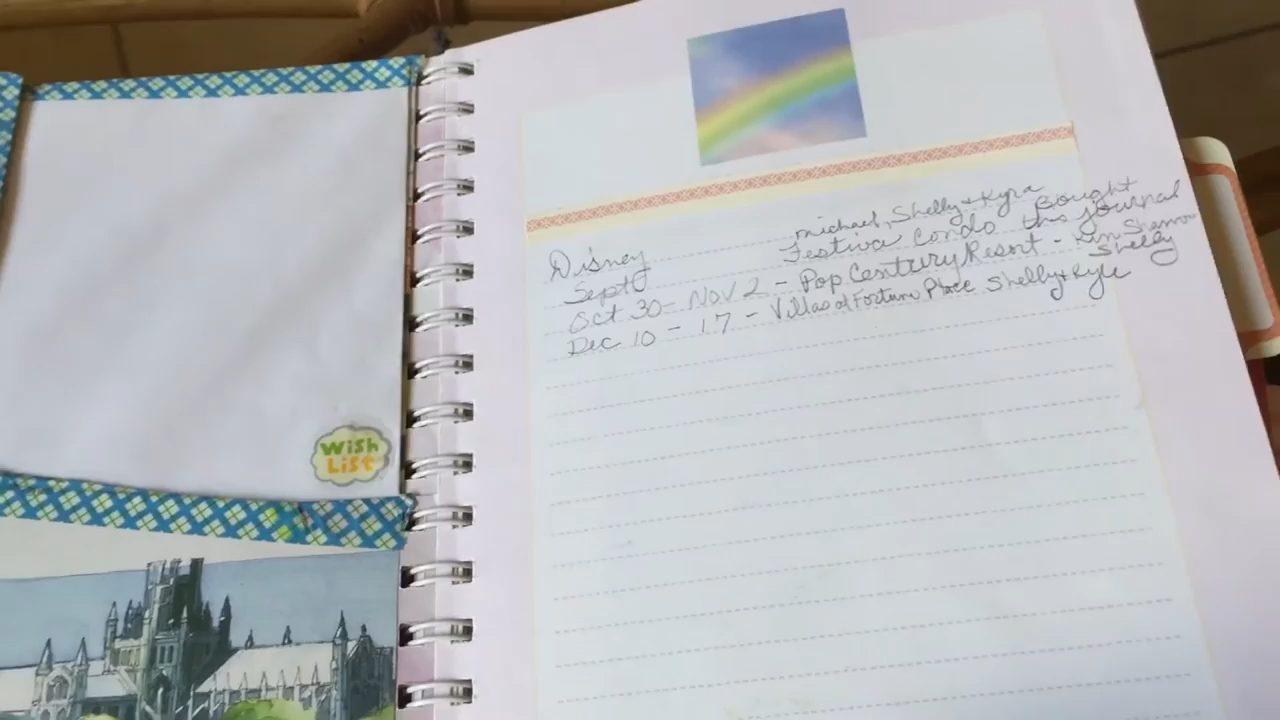 Wish
List
Disney michael, Shelly + Kyra
Sept Festiva Condo Bought this journal
Oct 30 - Nov 2 - Pop Century Resort - Kim Shannon Shelly
Dec 10 - 17 - Villas of Fortune Place Shelly + Kyle